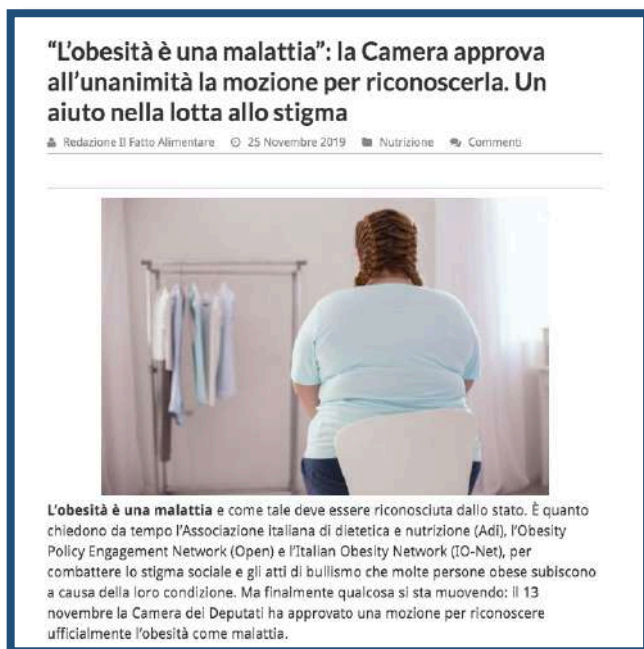 “L’obesità è una malattia”: la Camera approva
all’unanimità la mozione per riconoscerla. Un
aiuto nella lotta allo stigma
Redazione Il Fatto Alimentare 25 Novembre 2019 Nutrizione Commenti
L’obesità è una malattia e come tale deve essere riconosciuta dallo stato. È quanto
chiedono da tempo l’Associazione italiana di dietetica e nutrizione (Adi), l’Obesity
Policy Engagement Network (Open) e l’Italian Obesity Network (IO-Net), per
combattere lo stigma sociale e gli atti di bullismo che molte persone obese subiscono
a causa della loro condizione. Ma finalmente qualcosa si sta muovendo: il 13
novembre la Camera dei Deputati ha approvato una mozione per riconoscere
ufficialmente l’obesità come malattia.